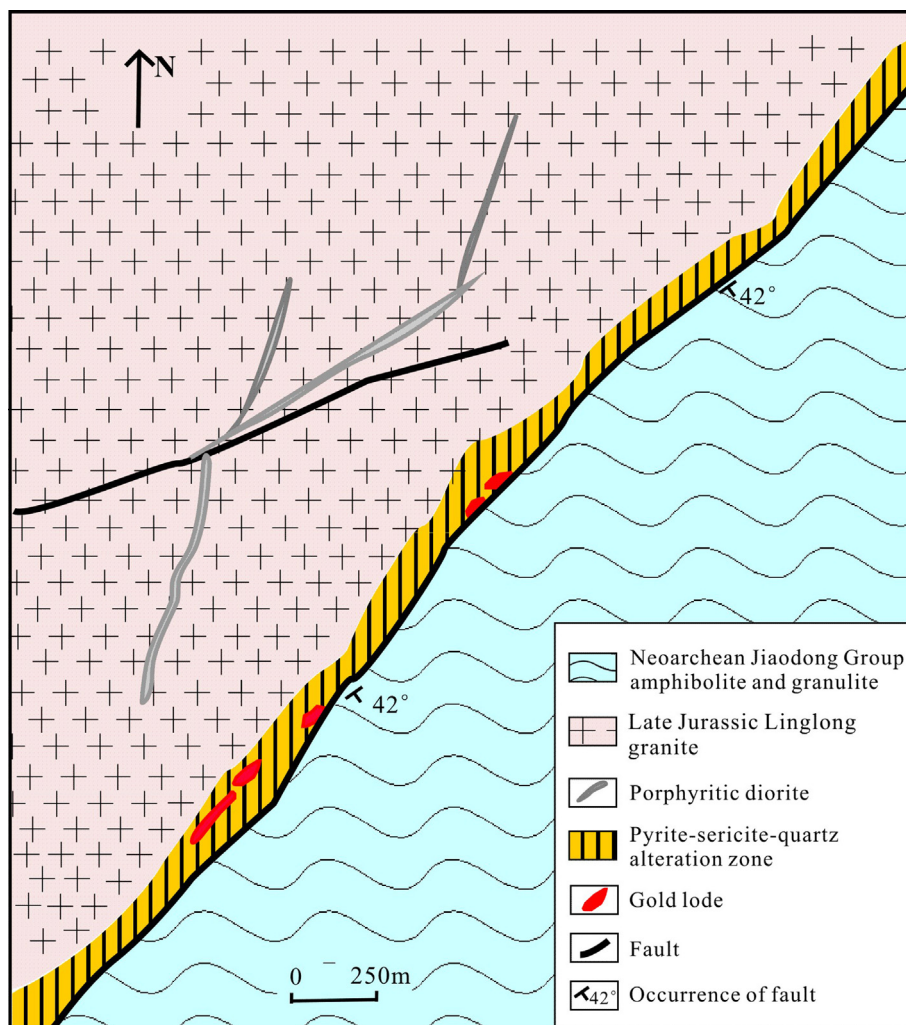 N
42°
42°
Neoarchean Jiaodong Group
amphibolite and granulite
Late Jurassic Linglong
granite
Porphyritic diorite
Pyrite-sericite-quartz
alteration zone
Gold lode
Fault
42° Occurrence of fault
0 250m